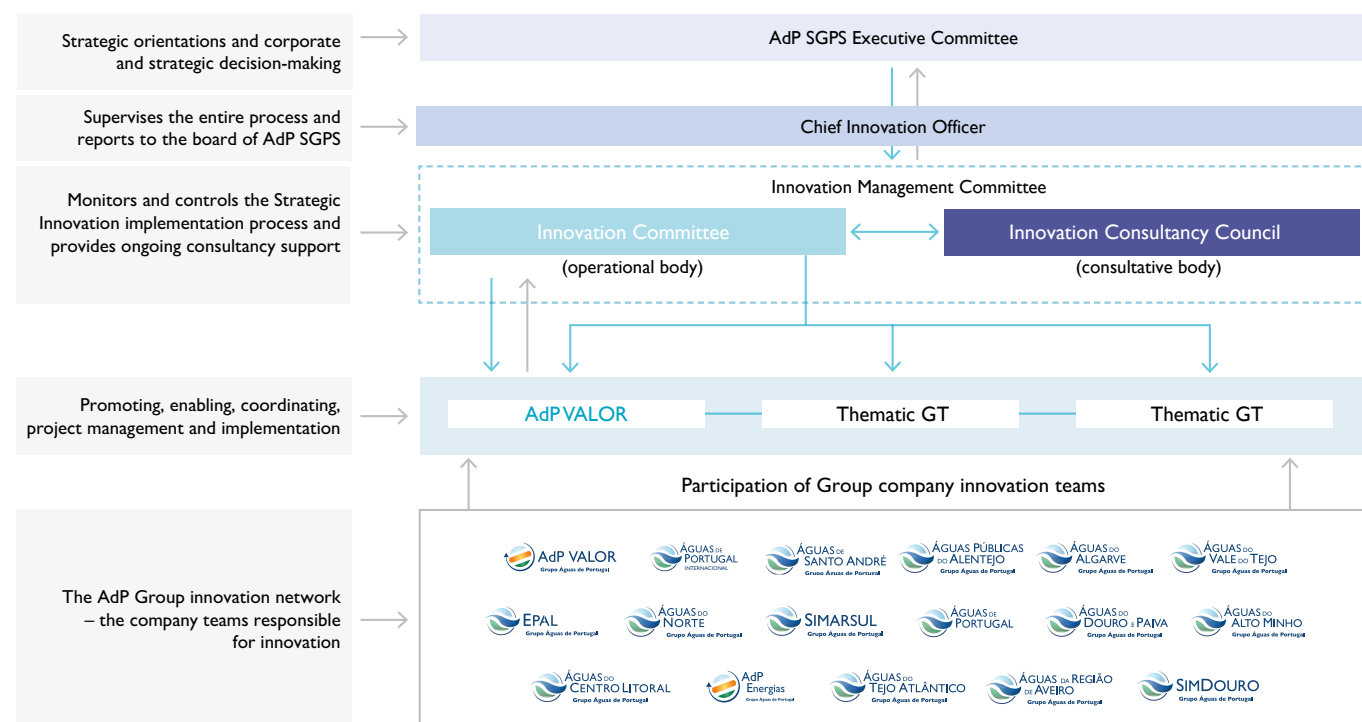 Strategic orientations and corporate
and strategic decision-making
AdP SGPS Executive Committee
Supervises the entire process and
reports to the board of AdP SGPS
Chief Innovation Officer
Monitors and controls the Strategic
Innovation implementation process and
provides ongoing consultancy support
Innovation Management Committee
Innovation Committee
(operational body)
Innovation Consultancy Council
(consultative body)
Promoting, enabling, coordinating,
project management and implementation
AdP VALOR
Thematic GT
Thematic GT
Participation of Group company innovation teams
The AdP Group innovation network
– the company teams responsible
for innovation
AdP VALOR
Grupo Águas de Portugal
ÁGUAS DE
PORTUGAL
INTERNACIONAL
ÁGUAS DE
SANTO ANDRÉ
Grupo Águas de Portugal
ÁGUAS PÚBLICAS
DO ALENTEJO
Grupo Águas de Portugal
ÁGUAS DO
ALGARVE
Grupo Águas de Portugal
ÁGUAS DO
VALE DO TEJO
Grupo Águas de Portugal
EPAL
Grupo Águas de Portugal
ÁGUAS DO
NORTE
Grupo Águas de Portugal
SIMARSUL
Grupo Águas de Portugal
ÁGUAS DE
PORTUGAL
ÁGUAS DO
DOURO E PAIVA
Grupo Águas de Portugal
ÁGUAS DO
ALTO MINHO
Grupo Águas de Portugal
ÁGUAS DO
CENTRO LITORAL
Grupo Águas de Portugal
AdP
Energias
Grupo Águas de Portugal
ÁGUAS DO
TEJO ATLÂNTICO
Grupo Águas de Portugal
ÁGUAS DA REGIÃO
DE AVEIRO
Grupo Águas de Portugal
SIMDOURO
Grupo Águas de Portugal